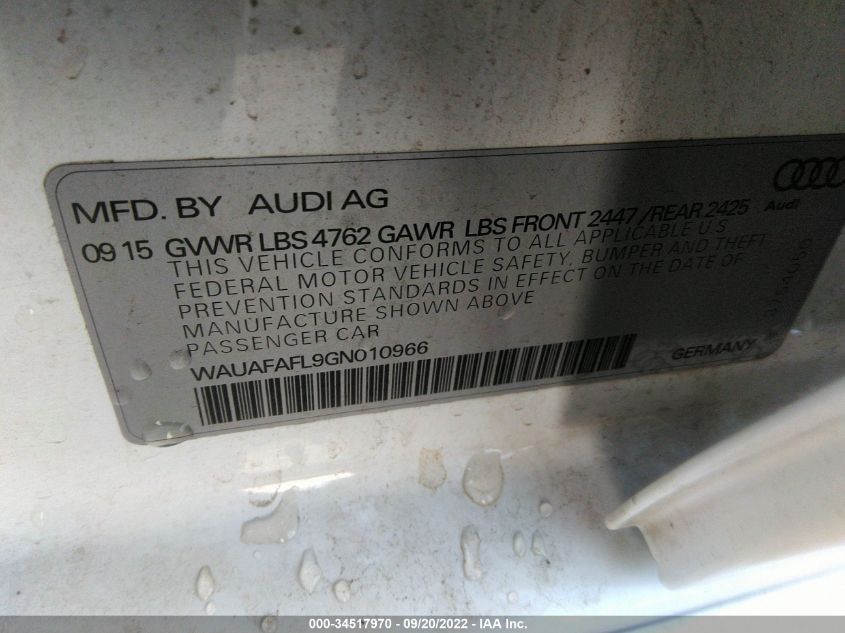 MFD. BY AUDI AG
09 15 GVWR LBS 4762 GAWR LBS FRONT 2447 / REAR 2425
Audi
THIS VEHICLE CONFORMS TO ALL APPLICABLE U.S
FEDERAL MOTOR VEHICLE SAFETY, BUMPER AND THEFT
PREVENTION STANDARDS IN EFFECT ON THE DATE OF
MANUFACTURE SHOWN ABOVE
PASSENGER CAR
WAUAFAFL9GN010966
GERMANY
000-34517970 - 09/20/2022 - IAA Inc.